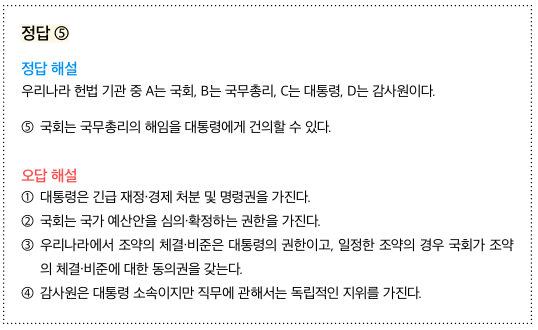 정답 ⑤
정답 해설
우리나라 헌법 기관 중 A는 국회, B는 국무총리, C는 대통령, D는 감사원이다.
⑤ 국회는 국무총리의 해임을 대통령에게 건의할 수 있다.
오답 해설
① 대통령은 긴급 재정·경제 처분 및 명령권을 가진다.
② 국회는 국가 예산안을 심의·확정하는 권한을 가진다.
③ 우리나라에서 조약의 체결·비준은 대통령의 권한이고, 일정한 조약의 경우 국회가 조약
의 체결·비준에 대한 동의권을 갖는다.
④ 감사원은 대통령 소속이지만 직무에 관해서는 독립적인 지위를 가진다.